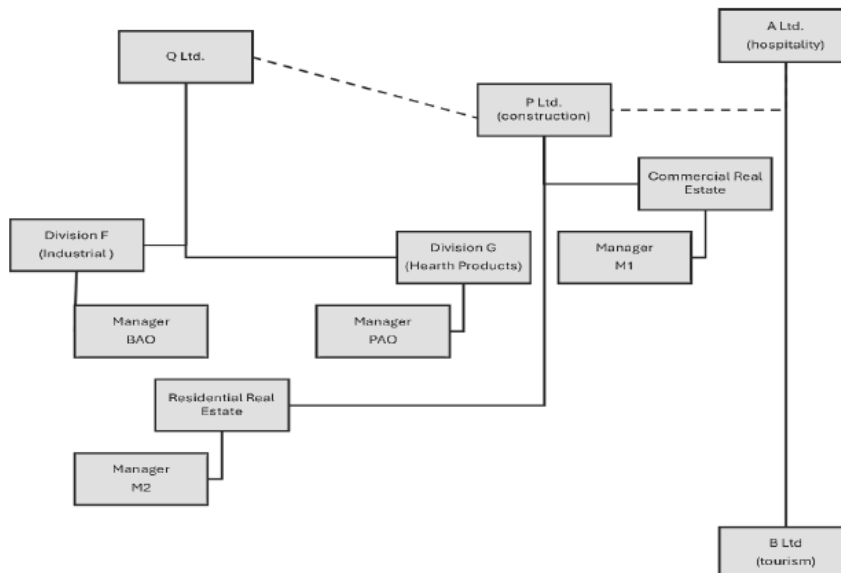 A Ltd.
(hospitality)
Q Ltd.
P Ltd.
(construction)
Commercial Real
Estate
Division F
(Industrial )
Division G
(Hearth Products)
Manager
M1
Manager
BAO
Manager
PAO
Residential Real
Estate
Manager
M2
B Ltd
(tourism)